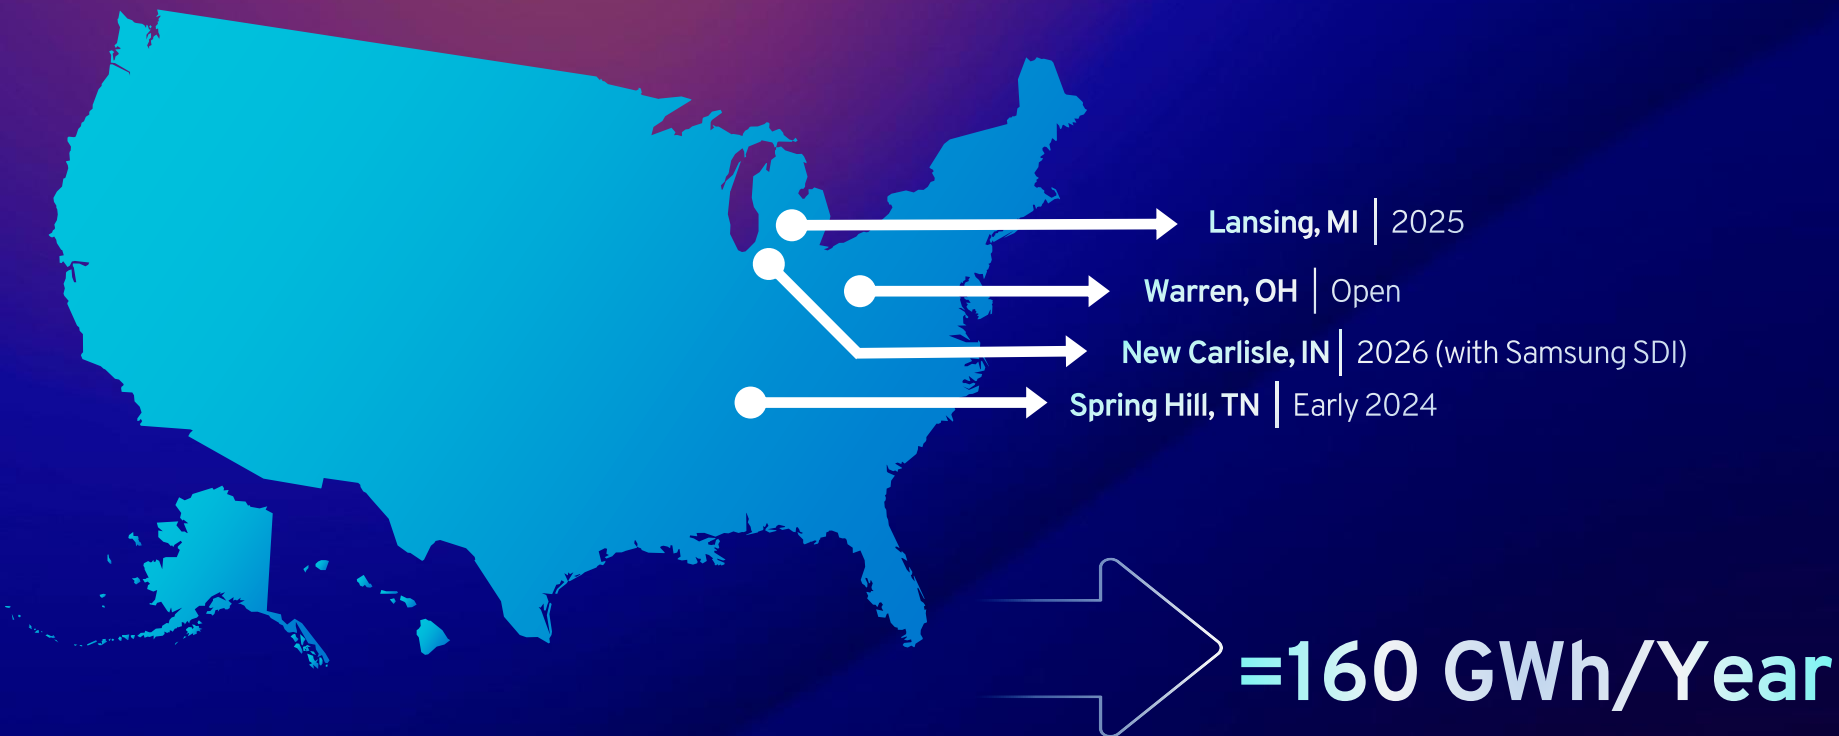 Lansing, MI | 2025
Warren, OH | Open
New Carlisle, IN | 2026 (with Samsung SDI)
Spring Hill, TN | Early 2024
=160 GWh/Year